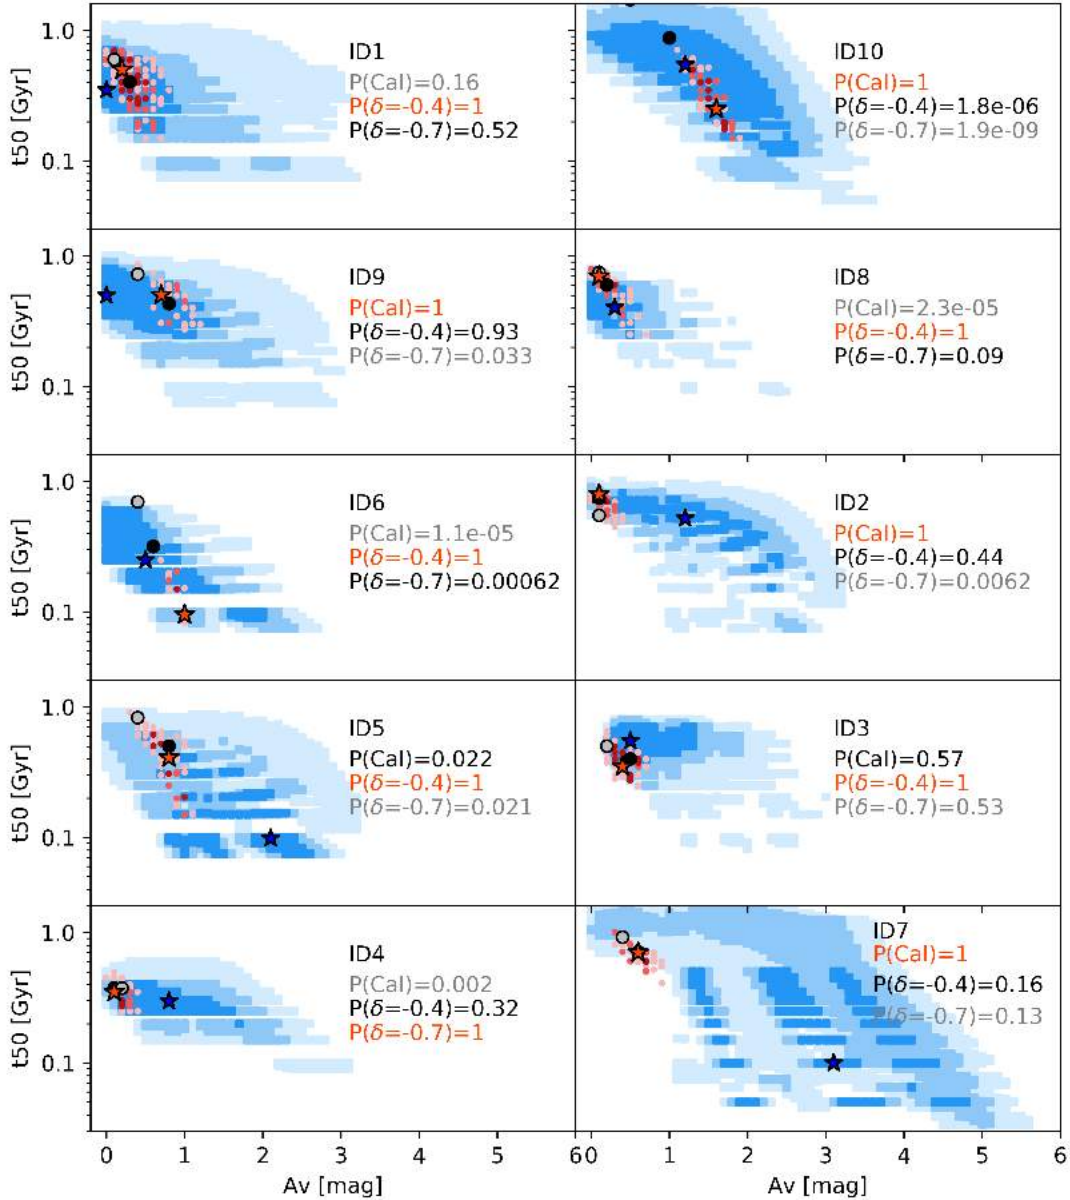 t50 [Gyr]
1.0
0.1
ID1
P(Cal)=0.16
P(δ=-0.4)=1
P(δ=-0.7)=0.52
ID10
P(Cal)=1
P(δ=-0.4)=1.8e-06
P(δ=-0.7)=1.9e-09
t50 [Gyr]
1.0
0.1
ID9
P(Cal)=1
P(δ=-0.4)=0.93
P(δ=-0.7)=0.033
ID8
P(Cal)=2.3e-05
P(δ=-0.4)=1
P(δ=-0.7)=0.09
t50 [Gyr]
1.0
0.1
ID6
P(Cal)=1.1e-05
P(δ=-0.4)=1
P(δ=-0.7)=0.00062
ID2
P(Cal)=1
P(δ=-0.4)=0.44
P(δ=-0.7)=0.0062
t50 [Gyr]
1.0
0.1
ID5
P(Cal)=0.022
P(δ=-0.4)=1
P(δ=-0.7)=0.021
ID3
P(Cal)=0.57
P(δ=-0.4)=1
P(δ=-0.7)=0.53
t50 [Gyr]
1.0
0.1
ID4
P(Cal)=0.002
P(δ=-0.4)=0.32
P(δ=-0.7)=1
ID7
P(Cal)=1
P(δ=-0.4)=0.16
P(δ=-0.7)=0.13
0 1 2 3 4 5 6
0 1 2 3 4 5 6
Av [mag]
Av [mag]